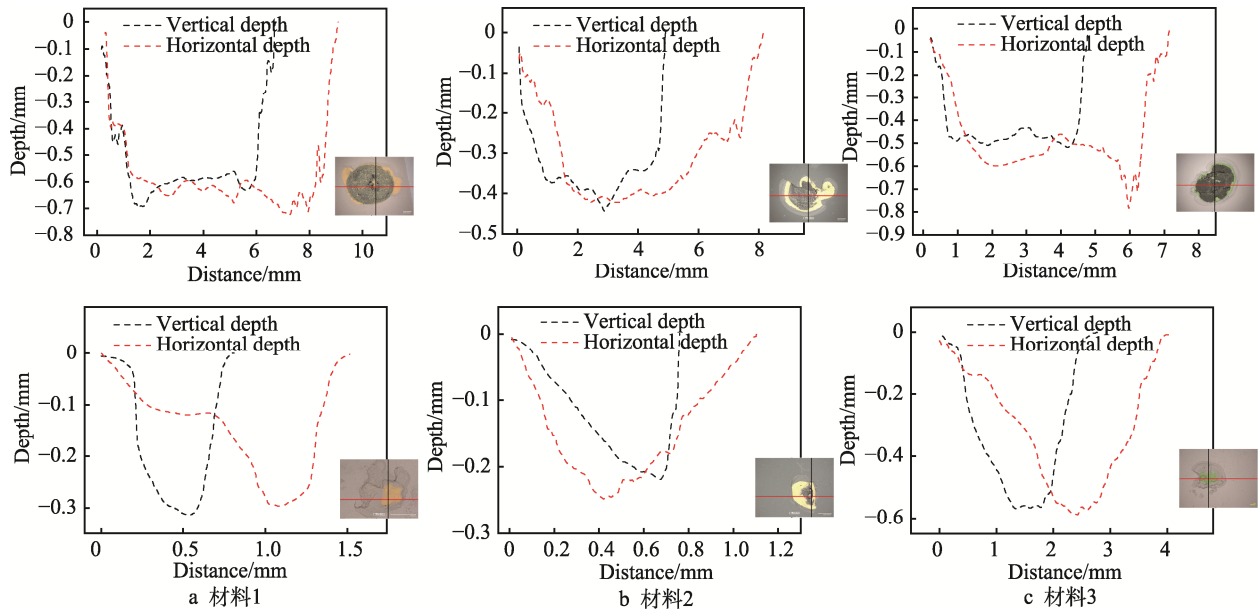 Vertical depth
Horizontal depth
0
−0.1
−0.2
−0.3
−0.4
−0.5
−0.6
−0.7
−0.8
Depth/mm
0 2 4 6 8 10
Distance/mm
Vertical depth
Horizontal depth
0
−0.1
−0.2
−0.3
−0.4
−0.5
Depth/mm
0 1 2 3 4 5 6 7 8
Distance/mm
Vertical depth
Horizontal depth
0
−0.1
−0.2
−0.3
−0.4
−0.5
−0.6
−0.7
−0.8
−0.9
Depth/mm
0 1 2 3 4 5 6 7 8
Distance/mm
Vertical depth
Horizontal depth
0
−0.1
−0.2
−0.3
Depth/mm
0 0.5 1.0 1.5
Distance/mm
a 材料1
Vertical depth
Horizontal depth
0
−0.1
−0.2
−0.3
Depth/mm
0 0.2 0.4 0.6 0.8 1.0 1.2
Distance/mm
b 材料2
Vertical depth
Horizontal depth
0
−0.2
−0.4
−0.6
Depth/mm
0 1 2 3 4
Distance/mm
c 材料3